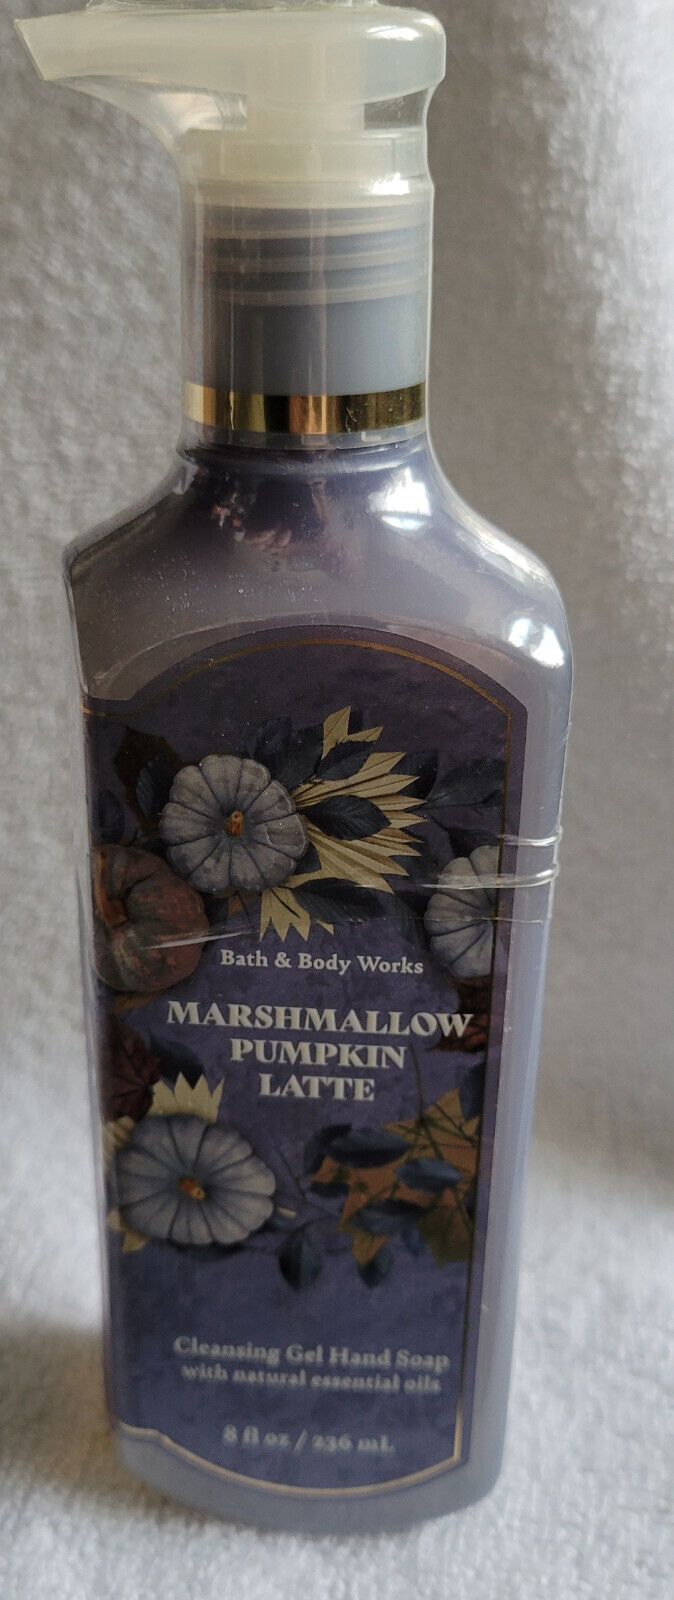 Bath & Body Works
MARSHMALLOW
PUMPKIN
LATTE
Cleansing Gel Hand Soap
with natural essential oils
8 fl oz / 236 mL